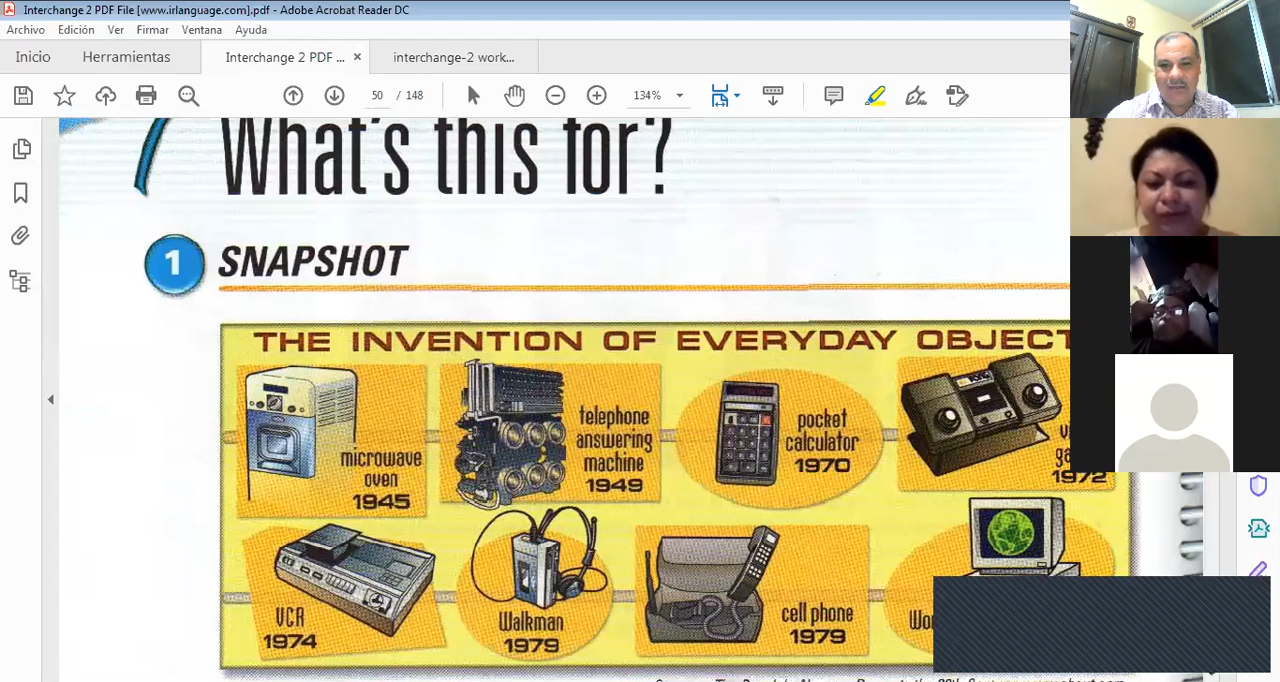 Interchange 2 PDF File [www.irlanguage.com].pdf - Adobe Acrobat Reader DC
Archivo Edición Ver Firmar Ventana Ayuda
Inicio Herramientas Interchange 2 PDF ... × interchange-2 work...
50 / 148 134%
7 What's this for?
1 SNAPSHOT
THE INVENTION OF EVERYDAY OBJECT
microwave
oven
1945
telephone
answering
machine
1949
pocket
calculator
1970
1972
VCR
1974
Walkman
1979
cell phone
1979